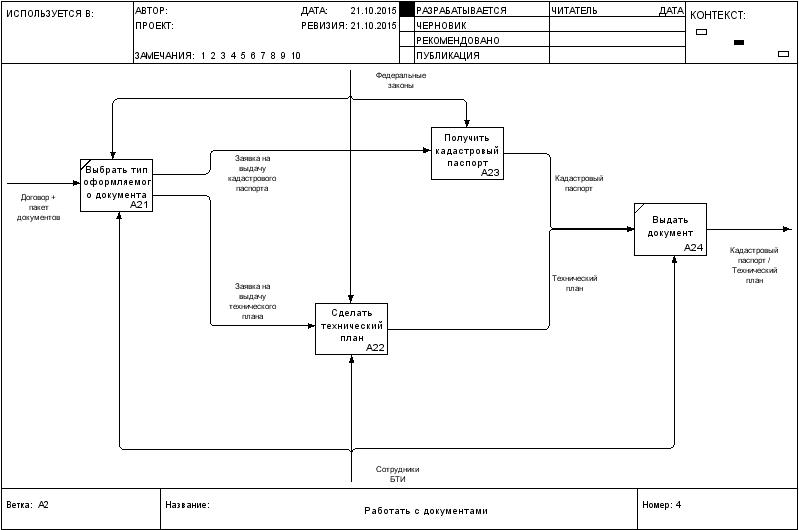 ИСПОЛЬЗУЕТСЯ В:
АВТОР:
ДАТА: 21.10.2015
ПРОЕКТ:
РЕВИЗИЯ: 21.10.2015
ЗАМЕЧАНИЯ: 1 2 3 4 5 6 7 8 9 10
РАЗРАБАТЫВАЕТСЯ
ЧЕРНОВИК
РЕКОМЕНДОВАНО
ПУБЛИКАЦИЯ
ЧИТАТЕЛЬ
ДАТА
КОНТЕКСТ:
Федеральные
законы
Получить
кадастровый
паспорт
A23
Заявка на
выдачу
кадастрового
паспорта
Выбрать тип
оформляемог
о документа
A21
Договор +
пакет
документов
Кадастровый
паспорт
Выдать
документ
A24
Кадастровый
паспорт /
Технический
план
Технический
план
Заявка на
выдачу
технического
плана
Сделать
технический
план
A22
Сотрудники
БТИ
Ветка: A2
Название:
Работать с документами
Номер: 4